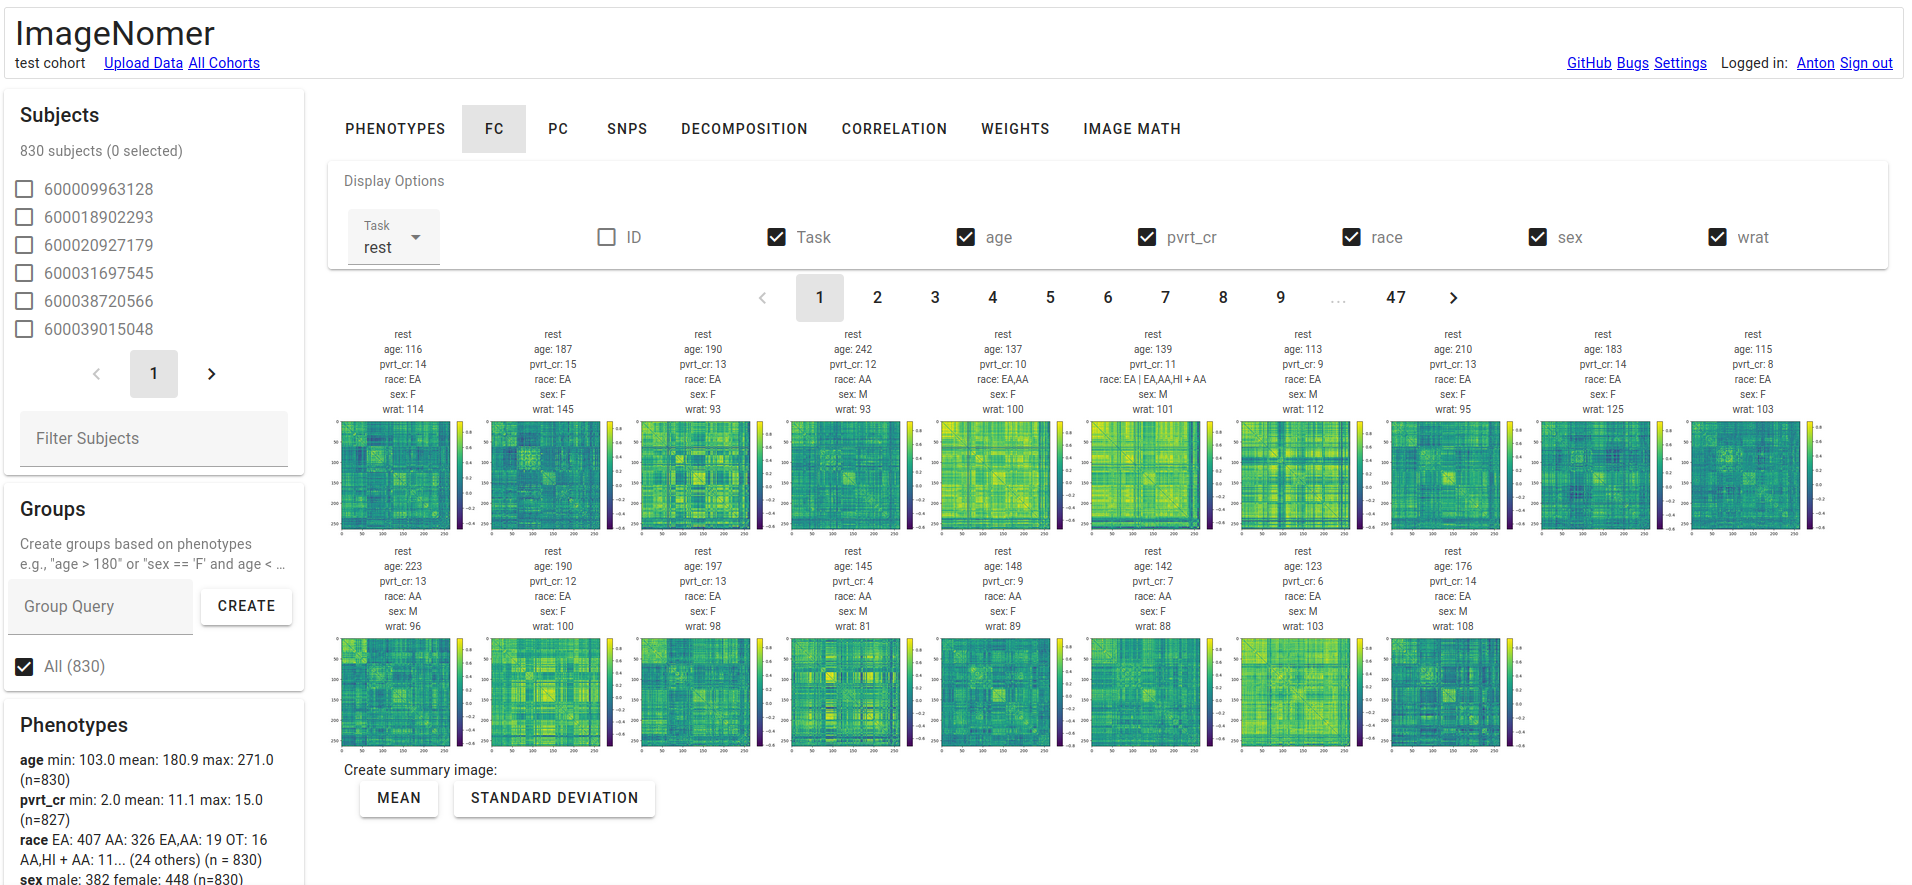 ImageNomer
test cohort Upload Data All Cohorts
GitHub Bugs Settings Logged in: Anton Sign out
Subjects
830 subjects (0 selected)
600009963128
600018902293
600020927179
600031697545
600038720566
600039015048
1
Filter Subjects
Groups
Create groups based on phenotypes
e.g., "age > 180" or "sex == 'F' and age < ...
Group Query CREATE
All (830)
Phenotypes
age min: 103.0 mean: 180.9 max: 271.0
(n=830)
pvrt_cr min: 2.0 mean: 11.1 max: 15.0
(n=827)
race EA: 407 AA: 326 EA,AA: 19 OT: 16
AA,HI + AA: 11... (24 others) (n = 830)
sex male: 382 female: 448 (n=830)
PHENOTYPES FC PC SNPS DECOMPOSITION CORRELATION WEIGHTS IMAGE MATH
Display Options
Task
rest
ID Task age pvrt_cr race sex wrat
1 2 3 4 5 6 7 8 9 ... 47
rest rest rest rest rest rest rest rest rest rest
age: 116 age: 187 age: 190 age: 242 age: 137 age: 139 age: 113 age: 210 age: 183 age: 115
pvrt_cr: 14 pvrt_cr: 15 pvrt_cr: 13 pvrt_cr: 12 pvrt_cr: 10 pvrt_cr: 11 pvrt_cr: 9 pvrt_cr: 13 pvrt_cr: 14 pvrt_cr: 8
race: EA race: EA race: EA race: AA race: EA,AA race: EA | EA,AA,HI + AA race: EA race: EA race: EA race: EA
sex: F sex: F sex: F sex: M sex: F sex: M sex: M sex: F sex: F sex: F
wrat: 114 wrat: 145 wrat: 93 wrat: 93 wrat: 100 wrat: 101 wrat: 112 wrat: 95 wrat: 125 wrat: 103
rest rest rest rest rest rest rest rest
age: 223 age: 190 age: 197 age: 145 age: 148 age: 142 age: 123 age: 176
pvrt_cr: 13 pvrt_cr: 12 pvrt_cr: 13 pvrt_cr: 4 pvrt_cr: 9 pvrt_cr: 7 pvrt_cr: 6 pvrt_cr: 14
race: AA race: EA race: EA race: AA race: AA race: AA race: EA race: EA
sex: M sex: F sex: F sex: M sex: F sex: F sex: M sex: M
wrat: 96 wrat: 100 wrat: 98 wrat: 81 wrat: 89 wrat: 88 wrat: 103 wrat: 108
Create summary image:
MEAN STANDARD DEVIATION